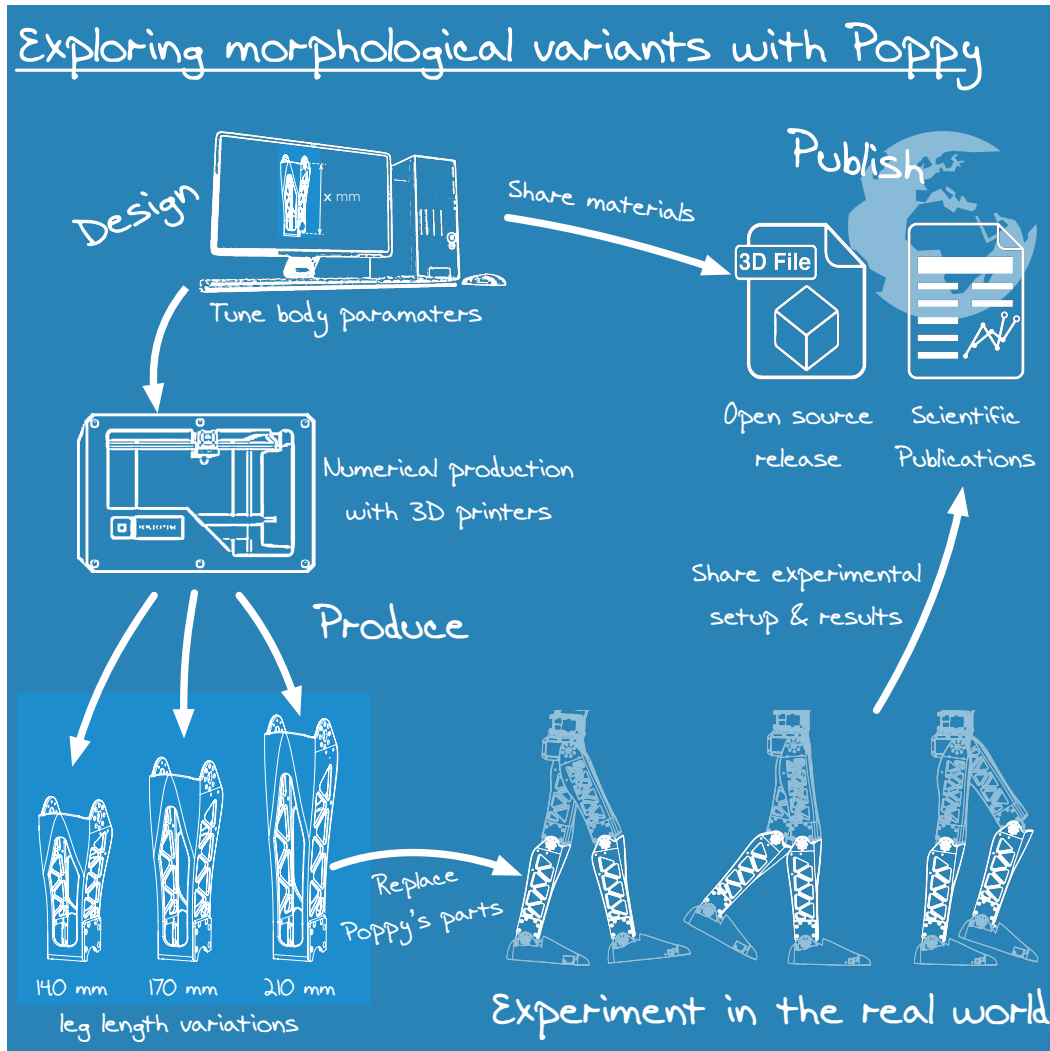 Exploring morphological variants with Poppy
Design
x mm
Tune body paramaters
Share materials
Publish
3D File
Open source
release
Scientific
Publications
Numerical production
with 3D printers
Produce
Share experimental
setup & results
Replace
Poppy's parts
140 mm
170 mm
210 mm
leg length variations
Experiment in the real world